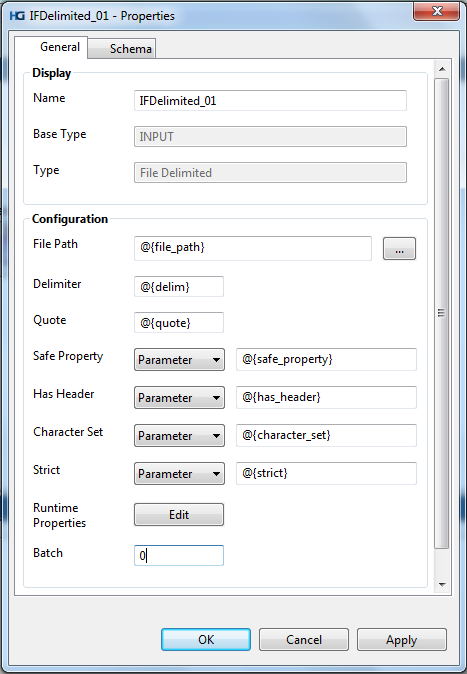 HG IFDelimited_01 - Properties
General Schema
Display
Name IFDelimited_01
Base Type INPUT
Type File Delimited
Configuration
File Path @{file_path} ...
Delimiter @{delim}
Quote @{quote}
Safe Property Parameter @{safe_property}
Has Header Parameter @{has_header}
Character Set Parameter @{character_set}
Strict Parameter @{strict}
Runtime
Properties Edit
Batch 0
OK Cancel Apply